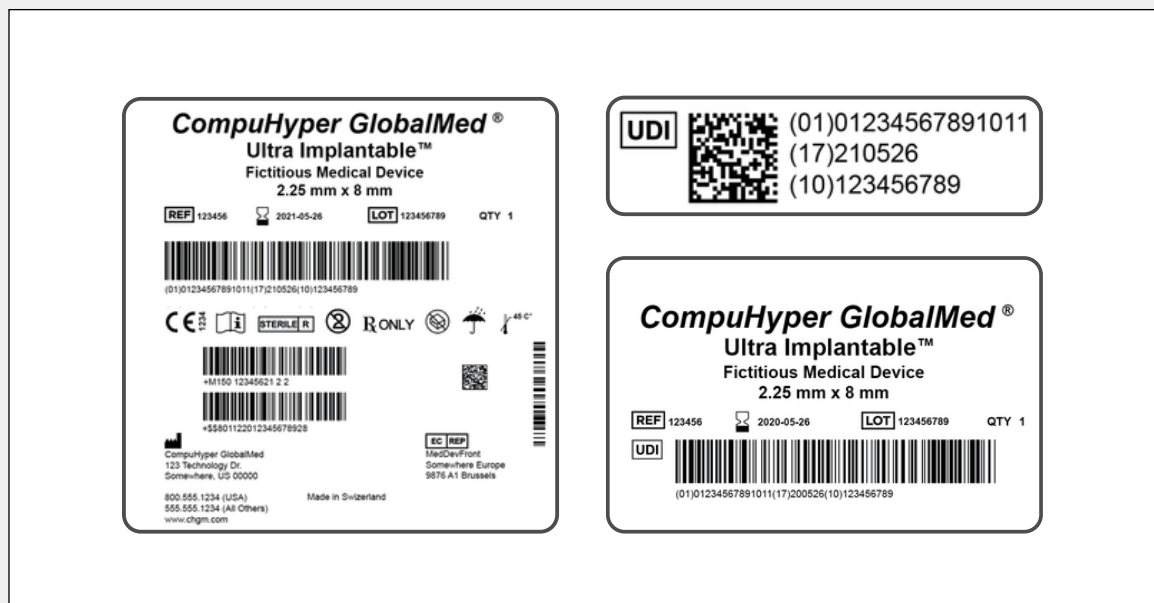 CompuHyper GlobalMed ®
Ultra Implantable™
Fictitious Medical Device
2.25 mm x 8 mm
REF 123456 2021-05-26 LOT 123456789 QTY 1
(01)01234567891011(17)210526(10)123456789
CE 1234 i STERILE R 2 Rx ONLY 45 C°
+M150 12345621 2 2
+$$801122012345678928
CompuHyper GlobalMed
123 Technology Dr.
Somewhere, US 00000
EC REP
MedDevFront
Somewhere Europe
9876 A1 Brussels
800.555.1234 (USA) Made in Swizerland
555.555.1234 (All Others)
www.chgm.com
UDI
(01)01234567891011
(17)210526
(10)123456789
CompuHyper GlobalMed ®
Ultra Implantable™
Fictitious Medical Device
2.25 mm x 8 mm
REF 123456 2020-05-26 LOT 123456789 QTY 1
UDI
(01)01234567891011(17)200526(10)123456789